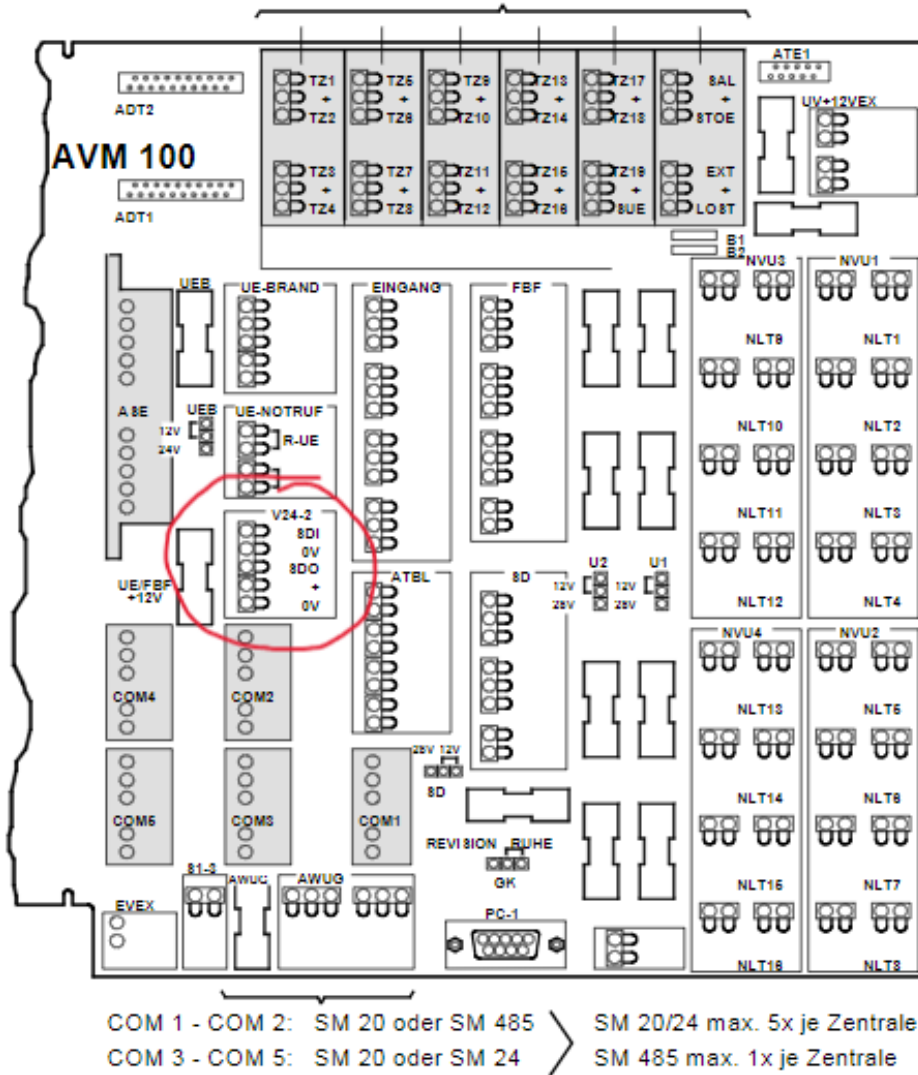 ADT2
AVM 100
ADT1
TZ1
+
TZ2
TZ3
+
TZ4
TZ5
+
TZ6
TZ7
+
TZ8
TZ9
+
TZ10
TZ11
+
TZ12
TZ13
+
TZ14
TZ15
+
TZ16
TZ17
+
TZ18
TZ19
+
SUE
SAL
+
STOE
EXT
+
LOST
ATE1
UV+12VEX
B1
B2
UEB
UE-BRAND
EINGANG
FBF
NVU3
NVU1
NLT9
NLT1
NLT10
NLT2
NLT11
NLT3
NLT12
NLT4
ASE
UEB
12V
24V
UE-NOTRUF
R-UE
V24-2
SDI
0V
SDO
+
0V
UE/FBF
+12V
ATBL
SD
U2
12V
28V
U1
12V
28V
COM4
COM2
COM5
COM3
COM1
28V 12V
SD
NVU4
NVU2
NLT13
NLT5
NLT14
NLT6
NLT15
NLT7
NLT16
NLT8
REVISION RUHE
GK
EVEX
S1-3
AWUG
AWUG
PC-1
COM 1 - COM 2: SM 20 oder SM 485
COM 3 - COM 5: SM 20 oder SM 24
SM 20/24 max. 5x je Zentrale
SM 485 max. 1x je Zentrale